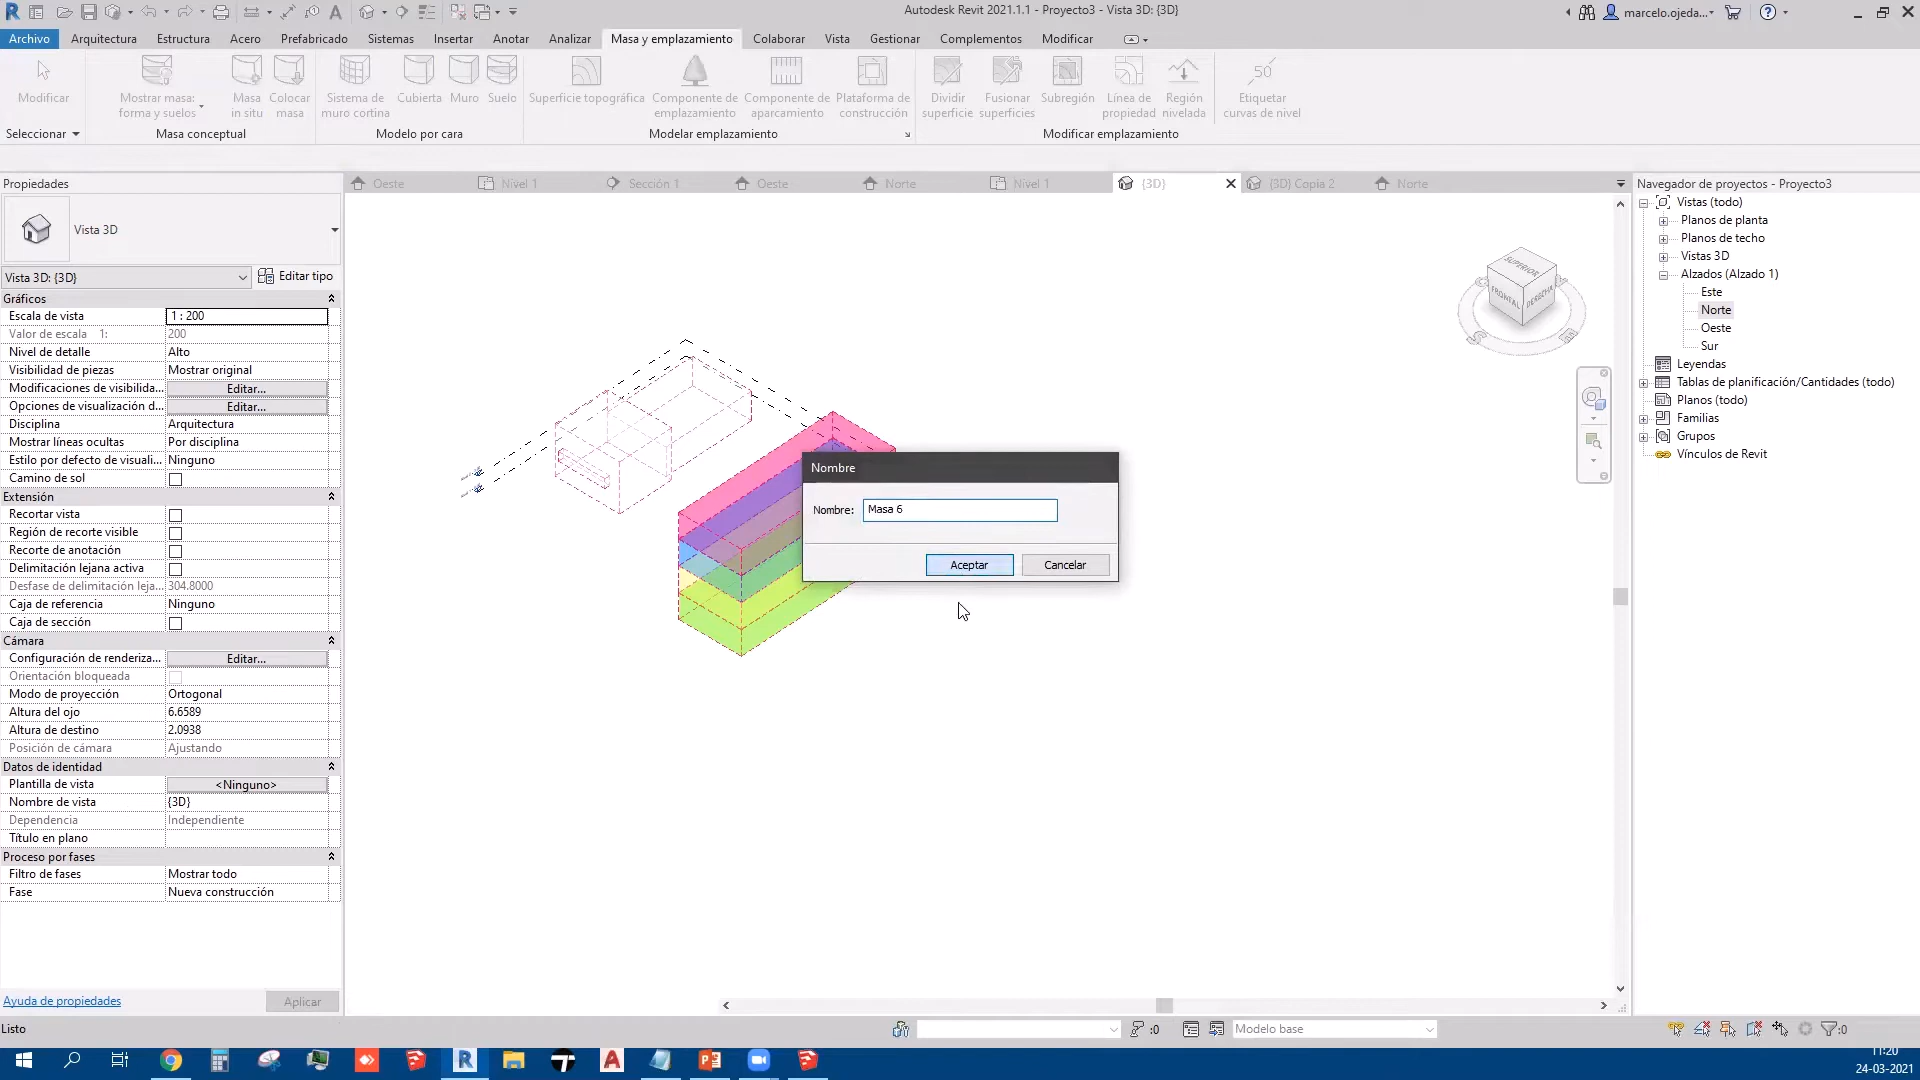 Autodesk Revit 2021.1.1 - Proyecto3 - Vista 3D: {3D}
marcelo.ojeda...
Archivo
Arquitectura
Estructura
Acero
Prefabricado
Sistemas
Insertar
Anotar
Analizar
Masa y emplazamiento
Colaborar
Vista
Gestionar
Complementos
Modificar
Modificar
Mostrar masa:
forma y suelos
Masa
in situ
Colocar
masa
Sistema de
muro cortina
Cubierta
Muro
Suelo
Superficie topográfica
Componente de
emplazamiento
Componente de
aparcamiento
Plataforma de
construcción
Dividir
superficie
Fusionar
superficies
Subregión
Línea de
propiedad
Región
nivelada
50
Etiquetar
curvas de nivel
Seleccionar
Masa conceptual
Modelo por cara
Modelar emplazamiento
Modificar emplazamiento
Propiedades
Oeste
Nivel 1
Sección 1
Oeste
Norte
Nivel 1
{3D}
{3D} Copia 2
Norte
Vista 3D
Vista 3D: {3D}
Editar tipo
Gráficos
Escala de vista 1 : 200
Valor de escala 1: 200
Nivel de detalle Alto
Visibilidad de piezas Mostrar original
Modificaciones de visibilida... Editar...
Opciones de visualización d... Editar...
Disciplina Arquitectura
Mostrar líneas ocultas Por disciplina
Estilo por defecto de visuali... Ninguno
Camino de sol
Extensión
Recortar vista
Región de recorte visible
Recorte de anotación
Delimitación lejana activa
Desfase de delimitación leja... 304.8000
Caja de referencia Ninguno
Caja de sección
Cámara
Configuración de renderiza... Editar...
Orientación bloqueada
Modo de proyección Ortogonal
Altura del ojo 6.6589
Altura de destino 2.0938
Posición de cámara Ajustando
Datos de identidad
Plantilla de vista <Ninguno>
Nombre de vista {3D}
Dependencia Independiente
Título en plano
Proceso por fases
Filtro de fases Mostrar todo
Fase Nueva construcción
Ayuda de propiedades
Aplicar
SUPERIOR
FRONTAL
DERECHA
S
E
Nombre
Nombre: Masa 6
Aceptar
Cancelar
Navegador de proyectos - Proyecto3
Vistas (todo)
Planos de planta
Planos de techo
Vistas 3D
Alzados (Alzado 1)
Este
Norte
Oeste
Sur
Leyendas
Tablas de planificación/Cantidades (todo)
Planos (todo)
Familias
Grupos
Vínculos de Revit
Listo
:0
Modelo base
:0
11:20
24-03-2021